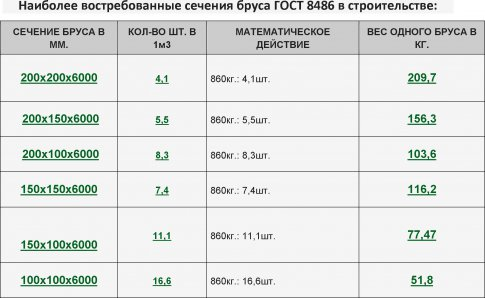 Наиболее востребованные сечения бруса ГОСТ 8486 в строительстве:
СЕЧЕНИЕ БРУСА В ММ. КОЛ-ВО ШТ. В 1м3 МАТЕМАТИЧЕСКОЕ ДЕЙСТВИЕ ВЕС ОДНОГО БРУСА В КГ.
200x200x6000 4,1 860кг.: 4,1шт. 209,7
200x150x6000 5,5 860кг.: 5,5шт. 156,3
200x100x6000 8,3 860кг.: 8,3шт. 103,6
150x150x6000 7,4 860кг.: 7,4шт. 116,2
150x100x6000 11,1 860кг.: 11,1шт. 77,47
100x100x6000 16,6 860кг.: 16,6шт. 51,8